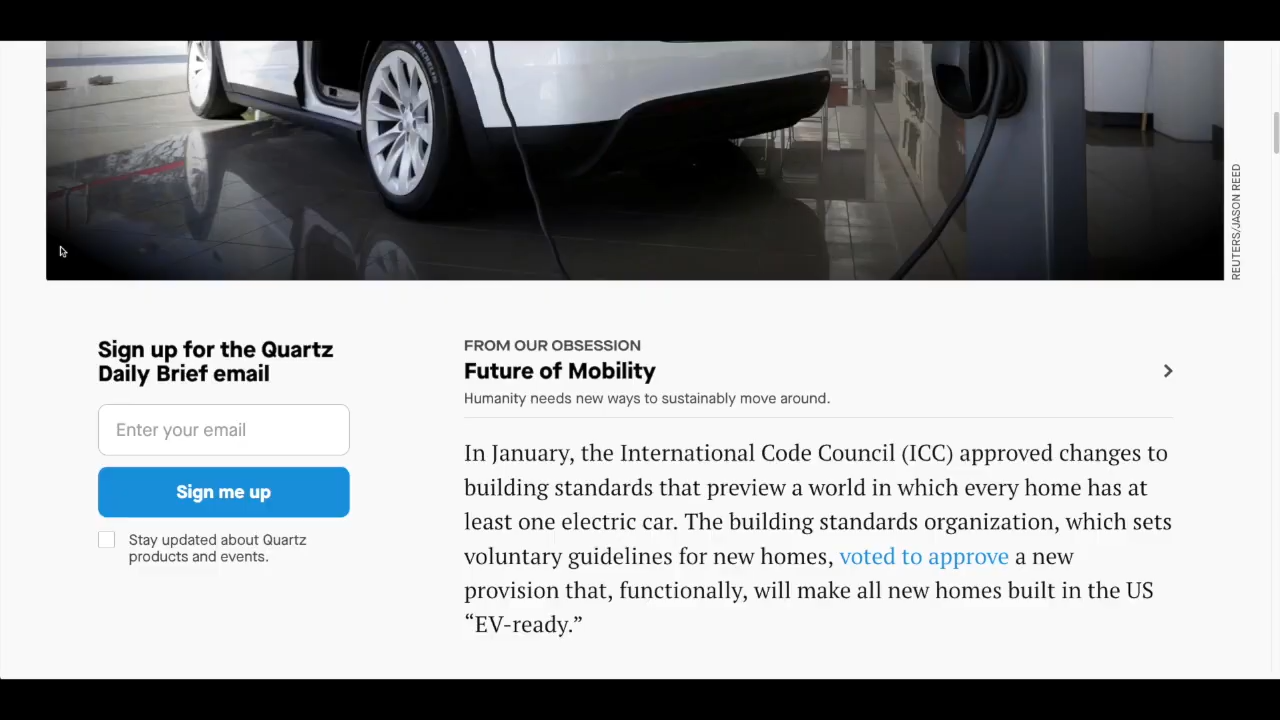 REUTERS/JASON REED
Sign up for the Quartz
Daily Brief email
Enter your email
Sign me up
Stay updated about Quartz
products and events.
FROM OUR OBSESSION
Future of Mobility
Humanity needs new ways to sustainably move around.
In January, the International Code Council (ICC) approved changes to
building standards that preview a world in which every home has at
least one electric car. The building standards organization, which sets
voluntary guidelines for new homes, voted to approve a new
provision that, functionally, will make all new homes built in the US
“EV-ready.”